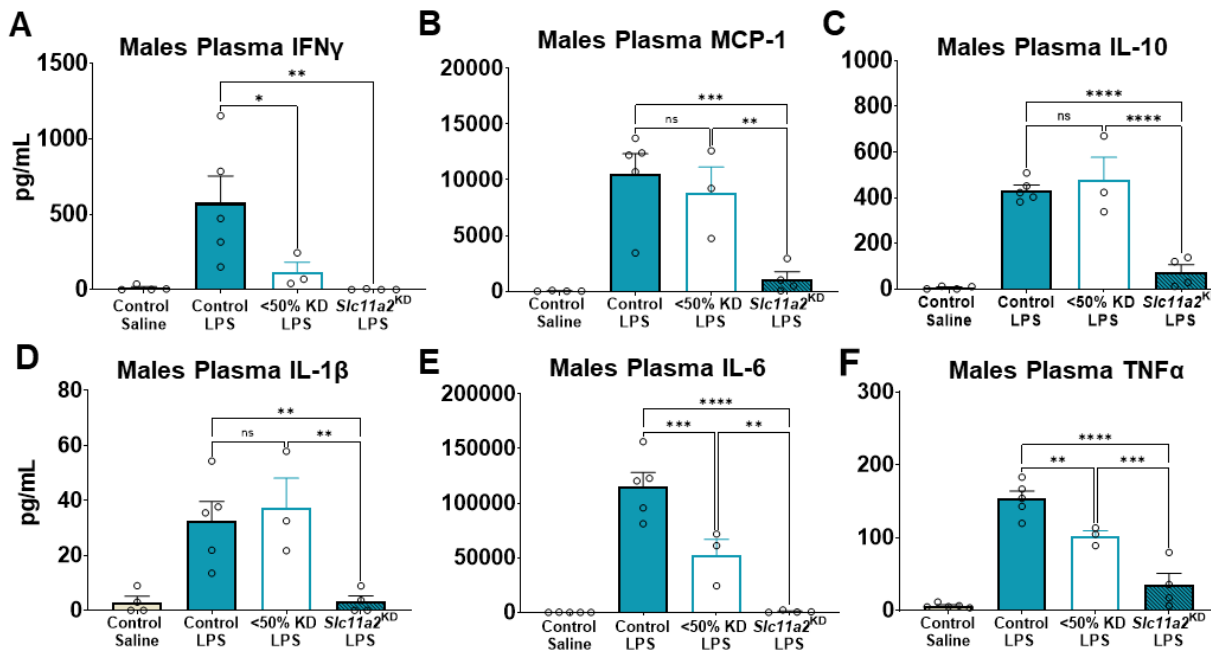 A
Males Plasma IFNγ
1500
1000
500
0
pg/mL
**
*
Control Saline
Control LPS
<50% KD LPS
Slc11a2KD LPS
B
Males Plasma MCP-1
20000
15000
10000
5000
0
***
ns
**
Control Saline
Control LPS
<50% KD LPS
Slc11a2KD LPS
C
Males Plasma IL-10
1000
800
600
400
200
0
****
ns
****
Control Saline
Control LPS
<50% KD LPS
Slc11a2K LPS
D
Males Plasma IL-1β
80
60
40
20
0
pg/mL
**
ns
**
Control Saline
Control LPS
<50% KD LPS
Slc11a2KD LPS
E
Males Plasma IL-6
200000
150000
100000
50000
0
****
***
**
Control Saline
Control LPS
<50% KD LPS
Slc11a2KD LPS
F
Males Plasma TNFα
300
200
100
0
****
**
***
Control Saline
Control LPS
<50% KD LPS
Slc11a2KD LPS